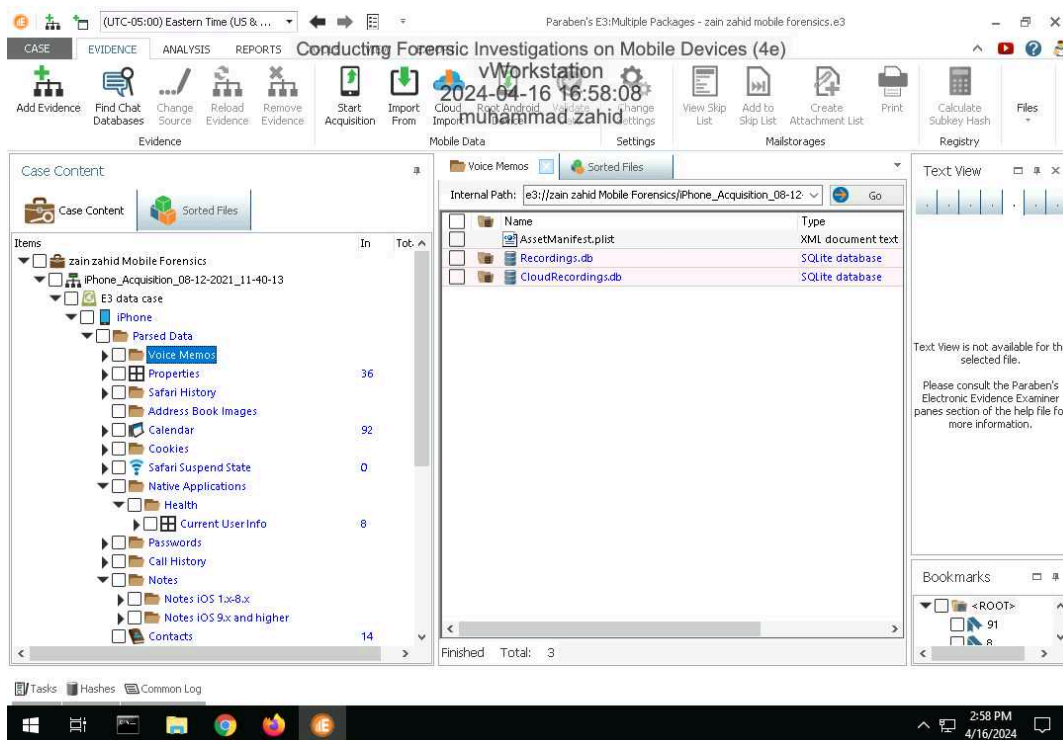 (UTC-05:00) Eastern Time (US & ...
Paraben's E3:Multiple Packages - zain zahid mobile forensics.e3
CASE EVIDENCE ANALYSIS REPORTS
Conducting Forensic Investigations on Mobile Devices (4e)
vWorkstation
2024-04-16 16:58:08
muhammad zahid
Add Evidence
Find Chat Databases
Change Source
Reload Evidence
Remove Evidence
Start Acquisition
Import From
Cloud Import
Root Android
Change Settings
View Skip List
Add to Skip List
Create Attachment List
Print
Calculate Subkey Hash
Files
Evidence
Mobile Data
Settings
Mailstorages
Registry
Case Content
Case Content
Sorted Files
Items In Tot.
zain zahid Mobile Forensics
iPhone_Acquisition_08-12-2021_11-40-13
E3 data case
iPhone
Parsed Data
Voice Memos
Properties 36
Safari History
Address Book Images
Calendar 92
Cookies
Safari Suspend State 0
Native Applications
Health
Current User Info 8
Passwords
Call History
Notes
Notes iOS 1.x-8.x
Notes iOS 9.x and higher
Contacts 14
Voice Memos
Sorted Files
Internal Path: e3://zain zahid Mobile Forensics/iPhone_Acquisition_08-12- Go
Name Type
AssetManifest.plist XML document text
Recordings.db SQLite database
CloudRecordings.db SQLite database
Finished Total: 3
Text View
Text View is not available for th
selected file.
Please consult the Paraben's
Electronic Evidence Examiner
panes section of the help file fo
more information.
Bookmarks
<ROOT>
91
8
Tasks Hashes Common Log
2:58 PM
4/16/2024